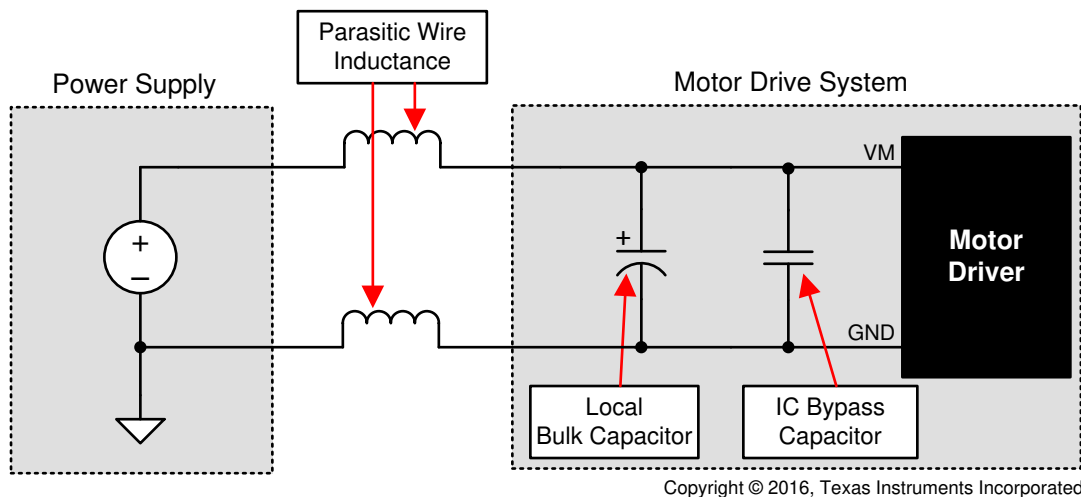 Parasitic Wire
Inductance
Power Supply
Motor Drive System
VM
+
–
+
Motor
Driver
GND
Local
Bulk Capacitor
IC Bypass
Capacitor
Copyright © 2016, Texas Instruments Incorporated